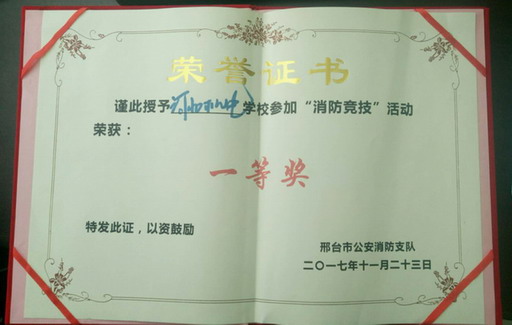 荣誉证书
谨此授予 机电学校参加“消防竞技”活动
荣获：
一等奖
特发此证，以资鼓励
邢台市公安消防支队
二〇一七年十一月二十三日